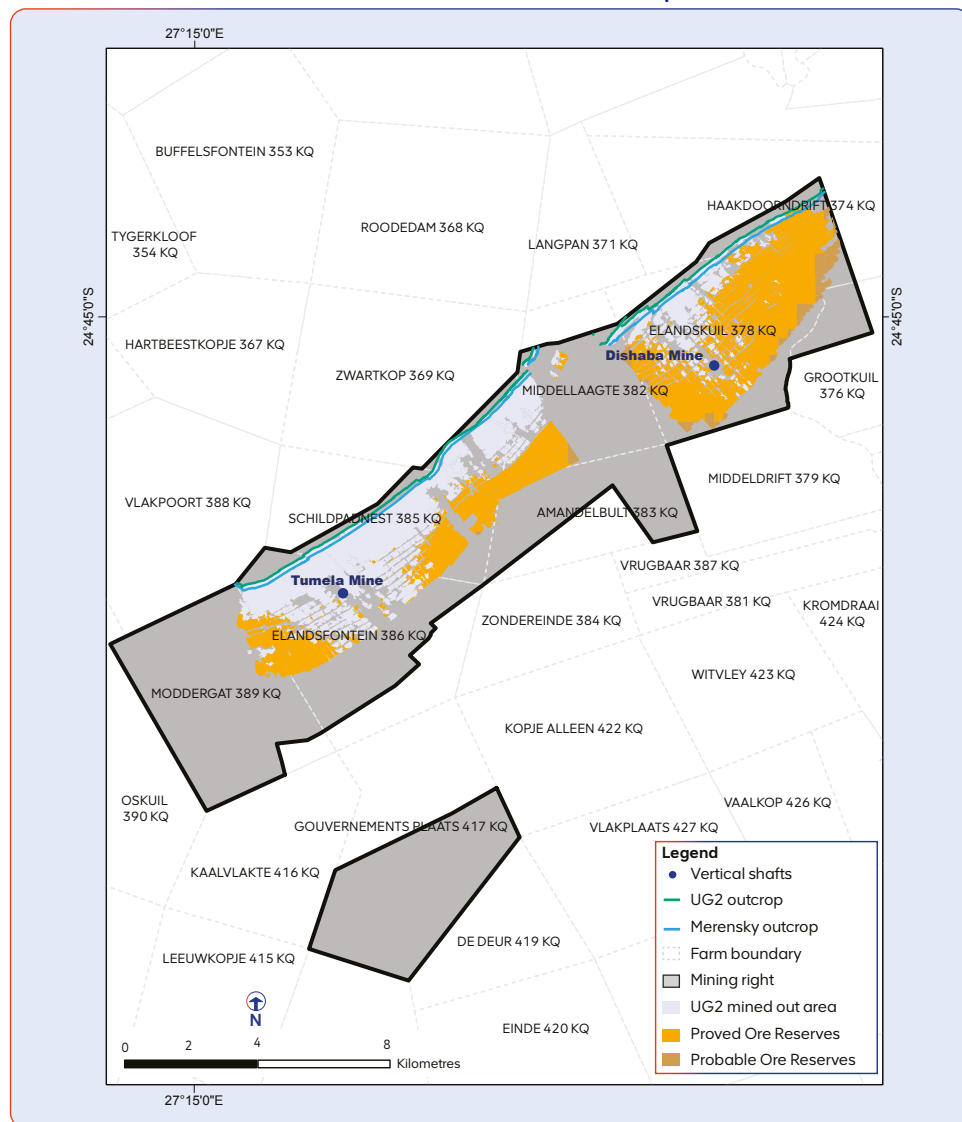 27°15'0"E
BUFFELSFONTEIN 353 KQ
HAAKDOORNDRIFT 374 KQ
ROODEDAM 368 KQ
TYGERKLOOF
354 KQ
LANGPAN 371 KQ
24°45'0"S
24°45'0"S
ELANDSKUIL 378 KQ
HARTBEESTKOPJE 367 KQ
Dishaba Mine
ZWARTKOP 369 KQ
GROOTKUIL
376 KQ
MIDDELLAAGTE 382 KQ
MIDDELDRIFT 379 KQ
VLAKPOORT 388 KQ
SCHILDPADNEST 385 KQ
AMANDELBULT 383 KQ
VRUGBAAR 387 KQ
Tumela Mine
VRUGBAAR 381 KQ
KROMDRAAI
424 KQ
ZONDEREINDE 384 KQ
ELANDSFONTEIN 386 KQ
WITVLEY 423 KQ
MODDERGAT 389 KQ
KOPJE ALLEEN 422 KQ
OSKUIL
390 KQ
VAALKOP 426 KQ
GOUVERNEMENTS PLAATS 417 KQ
VLAKPLAATS 427 KQ
KAALVLAKTE 416 KQ
DE DEUR 419 KQ
LEEUWKOPJE 415 KQ
EINDE 420 KQ
Legend
Vertical shafts
UG2 outcrop
Merensky outcrop
Farm boundary
Mining right
UG2 mined out area
Proved Ore Reserves
Probable Ore Reserves
N
0 2 4 8
Kilometres
27°15'0"E